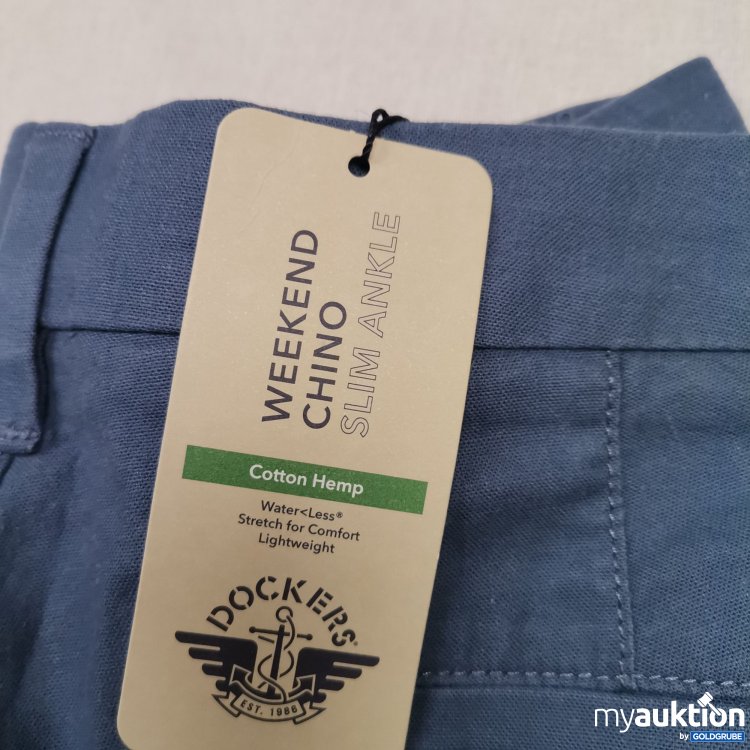 WEEKEND
CHINO
SLIM ANKLE
Cotton Hemp
Water<Less®
Stretch for Comfort
Lightweight
DOCKERS®
EST. 1986
myauktion
by GOLDGRUBE